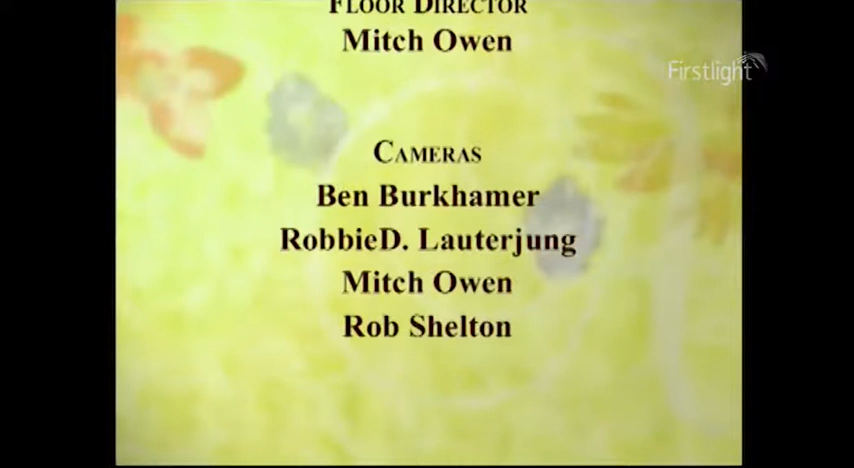 FLOOR DIRECTOR
Mitch Owen
Firstlight
CAMERAS
Ben Burkhamer
RobbieD. Lauterjung
Mitch Owen
Rob Shelton